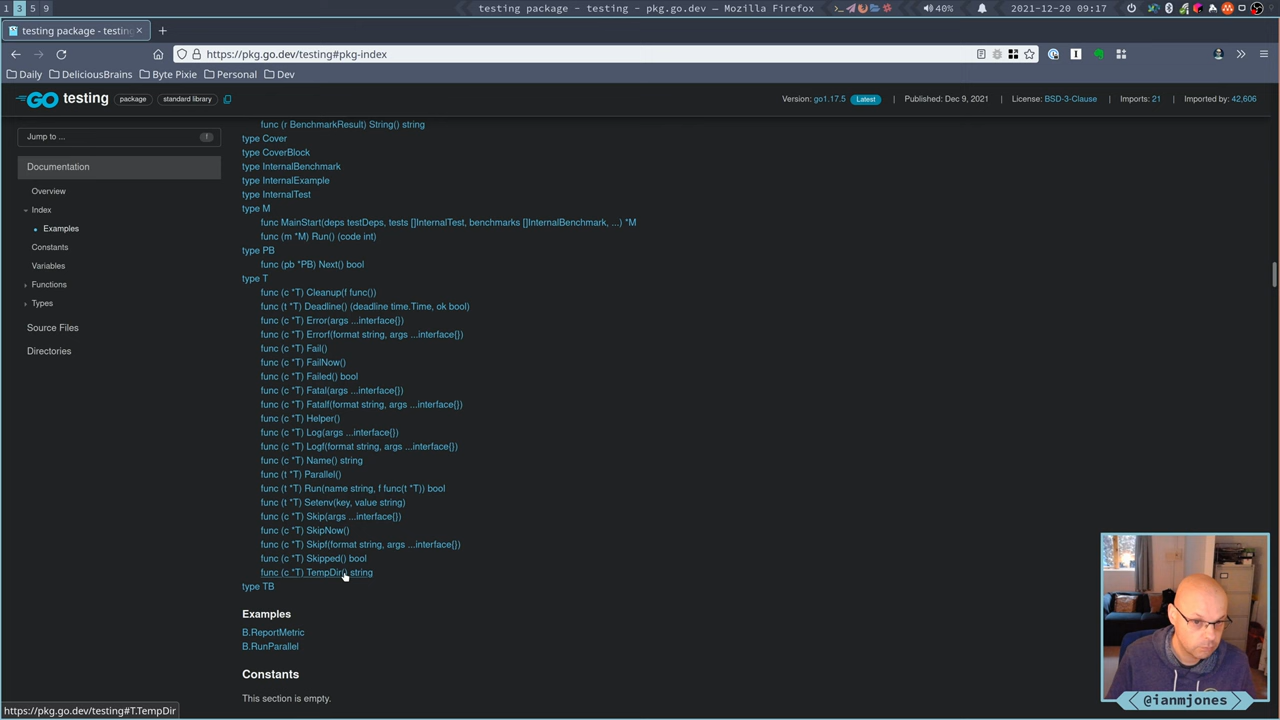 1 3 5 9
testing package - testing - pkg.go.dev — Mozilla Firefox
40%
2021-12-20 09:17
testing package - testing
https://pkg.go.dev/testing#pkg-index
Daily DeliciousBrains Byte Pixie Personal Dev
GO testing package standard library
Version: go1.17.5 Latest Published: Dec 9, 2021 License: BSD-3-Clause Imports: 21 Imported by: 42,606
Jump to ...
Documentation
Overview
Index
Examples
Constants
Variables
Functions
Types
Source Files
Directories
func (r BenchmarkResult) String() string
type Cover
type CoverBlock
type InternalBenchmark
type InternalExample
type InternalTest
type M
func MainStart(deps testDeps, tests []InternalTest, benchmarks []InternalBenchmark, ...) *M
func (m *M) Run() (code int)
type PB
func (pb *PB) Next() bool
type T
func (c *T) Cleanup(f func())
func (t *T) Deadline() (deadline time.Time, ok bool)
func (c *T) Error(args ...interface{})
func (c *T) Errorf(format string, args ...interface{})
func (c *T) Fail()
func (c *T) FailNow()
func (c *T) Failed() bool
func (c *T) Fatal(args ...interface{})
func (c *T) Fatalf(format string, args ...interface{})
func (c *T) Helper()
func (c *T) Log(args ...interface{})
func (c *T) Logf(format string, args ...interface{})
func (c *T) Name() string
func (t *T) Parallel()
func (t *T) Run(name string, f func(t *T)) bool
func (t *T) Setenv(key, value string)
func (c *T) Skip(args ...interface{})
func (c *T) SkipNow()
func (c *T) Skipf(format string, args ...interface{})
func (c *T) Skipped() bool
func (c *T) TempDir() string
type TB
Examples
B.ReportMetric
B.RunParallel
Constants
This section is empty.
https://pkg.go.dev/testing#T.TempDir
@ianmjones